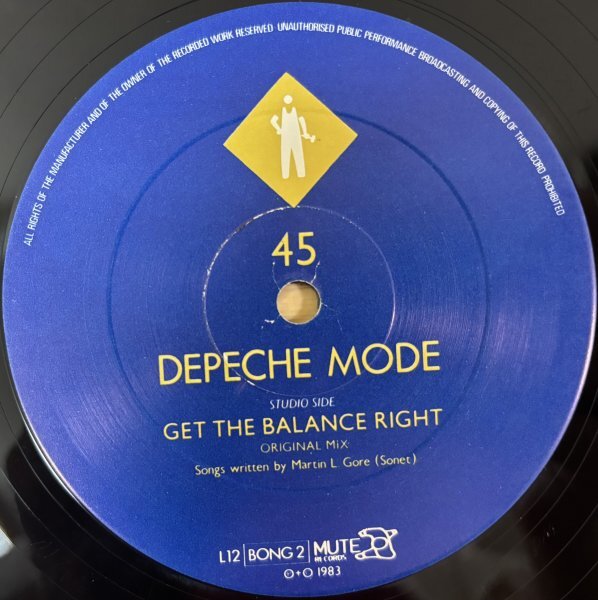 ALL RIGHTS OF THE MANUFACTURER AND OF THE OWNER OF THE RECORDED WORK RESERVED UNAUTHORISED PUBLIC PERFORMANCE BROADCASTING AND COPYING OF THIS RECORD PROHIBITED
45
DEPECHE MODE
STUDIO SIDE
GET THE BALANCE RIGHT
ORIGINAL MiX
Songs written by Martin L. Gore (Sonet)
L12 BONG 2 MUTE
RECORDS
℗+© 1983